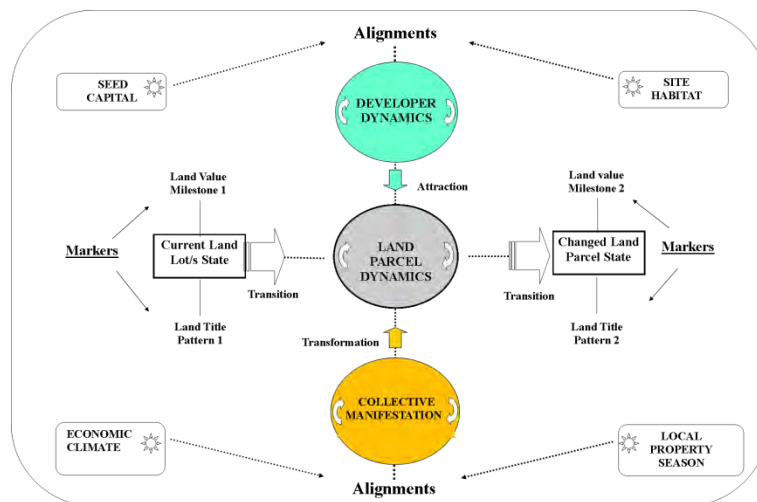 Alignments
SEED
CAPITAL
SITE
HABITAT
DEVELOPER
DYNAMICS
Land Value
Milestone 1
Attraction
Land value
Milestone 2
Markers
Current Land
Lot/s State
LAND
PARCEL
DYNAMICS
Changed Land
Parcel State
Markers
Transition
Transition
Land Title
Pattern 1
Transformation
Land Title
Pattern 2
COLLECTIVE
MANIFESTATION
ECONOMIC
CLIMATE
LOCAL
PROPERTY
SEASON
Alignments